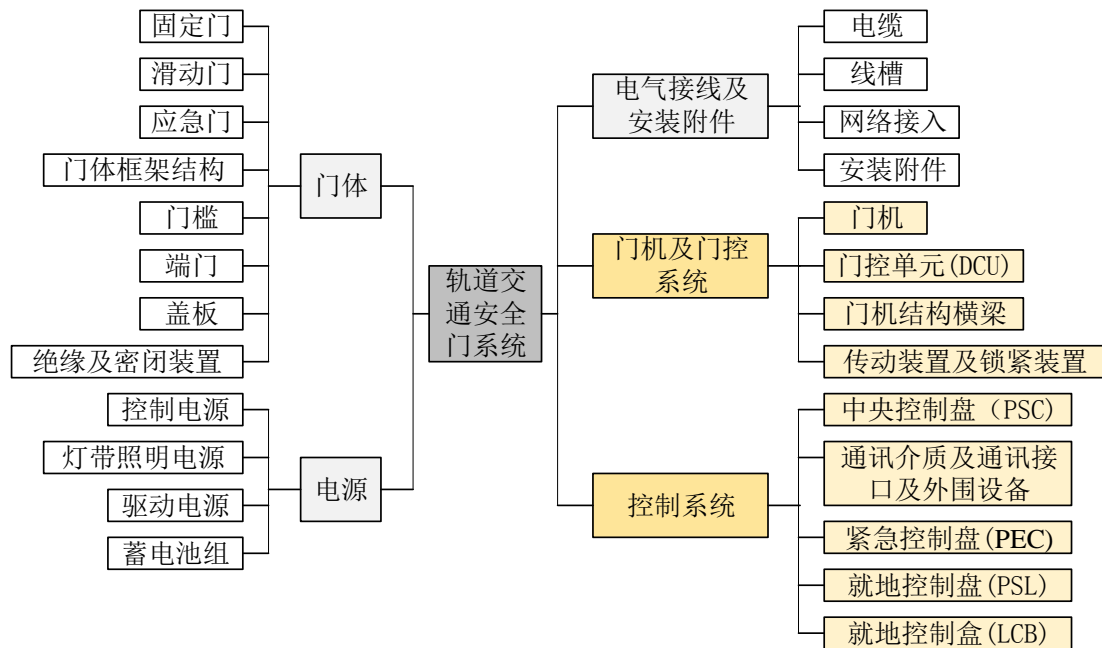 固定门
滑动门
应急门
门体框架结构
门槛
端门
盖板
绝缘及密闭装置
控制电源
灯带照明电源
驱动电源
蓄电池组
门体
电源
轨道交
通安全
门系统
电气接线及
安装附件
门机及门控
系统
控制系统
电缆
线槽
网络接入
安装附件
门机
门控单元(DCU)
门机结构横梁
传动装置及锁紧装置
中央控制盘（PSC)
通讯介质及通讯接
口及外围设备
紧急控制盘(PEC)
就地控制盘(PSL)
就地控制盒(LCB)